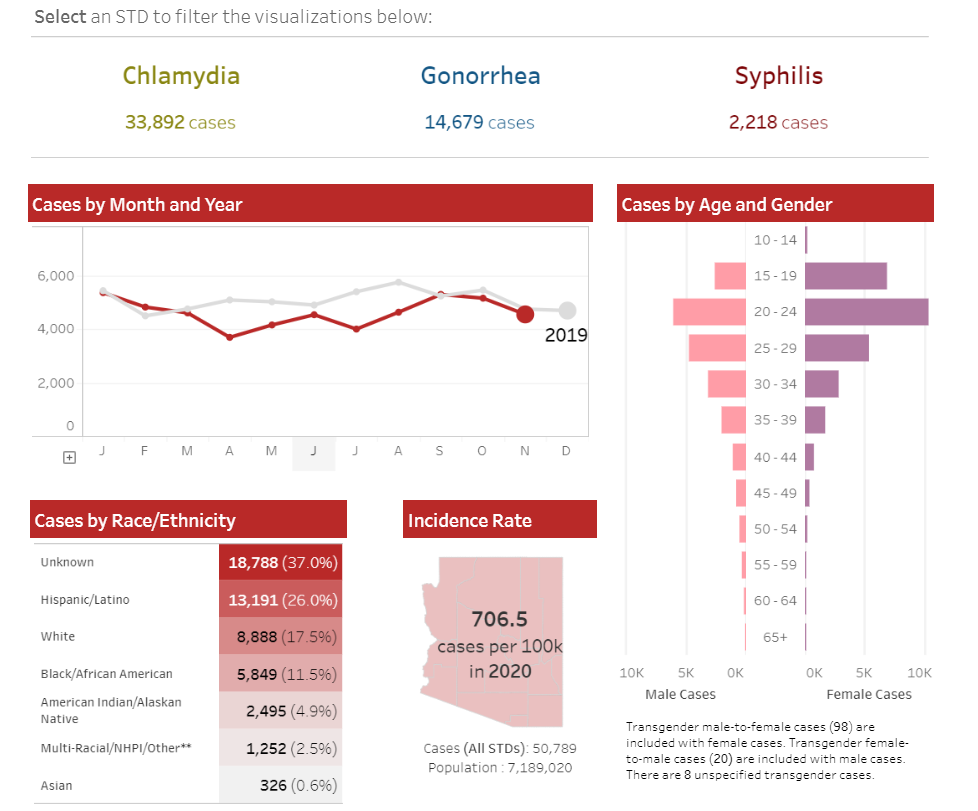 Select an STD to filter the visualizations below:
Chlamydia
Gonorrhea
Syphilis
33,892 cases
14,679 cases
2,218 cases
Cases by Month and Year
6,000
4,000
2,000
0
2019
J F M A M J J A S O N D
Cases by Age and Gender
10 - 14
15 - 19
20 - 24
25 - 29
30 - 34
35 - 39
40 - 44
45 - 49
50 - 54
55 - 59
60 - 64
65+
10K 5K 0K 0K 5K 10K
Male Cases Female Cases
Transgender male-to-female cases (98) are
included with female cases. Transgender female-
to-male cases (20) are included with male cases.
There are 8 unspecified transgender cases.
Cases by Race/Ethnicity
Unknown 18,788 (37.0%)
Hispanic/Latino 13,191 (26.0%)
White 8,888 (17.5%)
Black/African American 5,849 (11.5%)
American Indian/Alaskan
Native 2,495 (4.9%)
Multi-Racial/NHPI/Other** 1,252 (2.5%)
Asian 326 (0.6%)
Incidence Rate
706.5
cases per 100k
in 2020
Cases (All STDs): 50,789
Population : 7,189,020